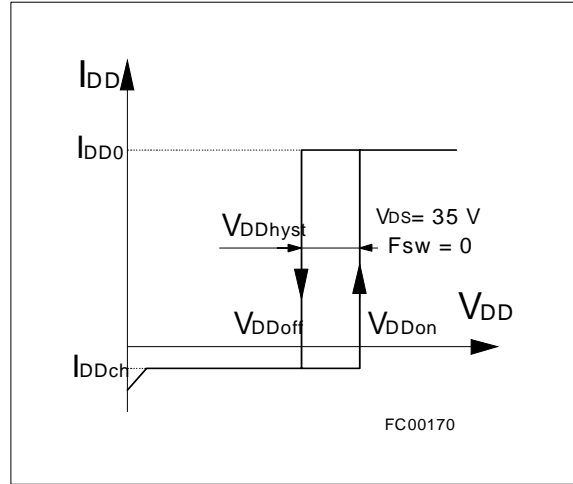 IDD
IDD0
VDDhyst
VDS= 35 V
Fsw = 0
VDDoff
VDDon
VDD
IDDch
FC00170